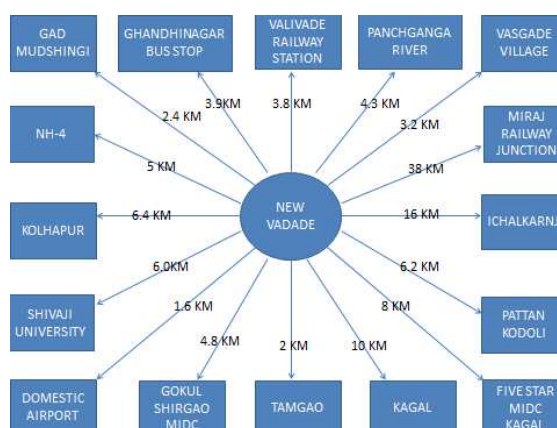 GAD
MUDSHINGI
GHANDHINAGAR
BUS STOP
VALIVADE
RAILWAY
STATION
PANCHGANGA
RIVER
VASGADE
VILLAGE
2.4 KM
3.9KM
3.8 KM
4.3 KM
3.2 KM
NH-4
5 KM
MIRAJ
RAILWAY
JUNCTION
38 KM
KOLHAPUR
6.4 KM
NEW
VADADE
16 KM
ICHALKARNJ
SHIVAJI
UNIVERSITY
6.0KM
6.2 KM
PATTAN
KODOLI
1.6 KM
4.8 KM
2 KM
10 KM
8 KM
DOMESTIC
AIRPORT
GOKUL
SHIRGAO
MIDC
TAMGAO
KAGAL
FIVE STAR
MIDC
KAGAL